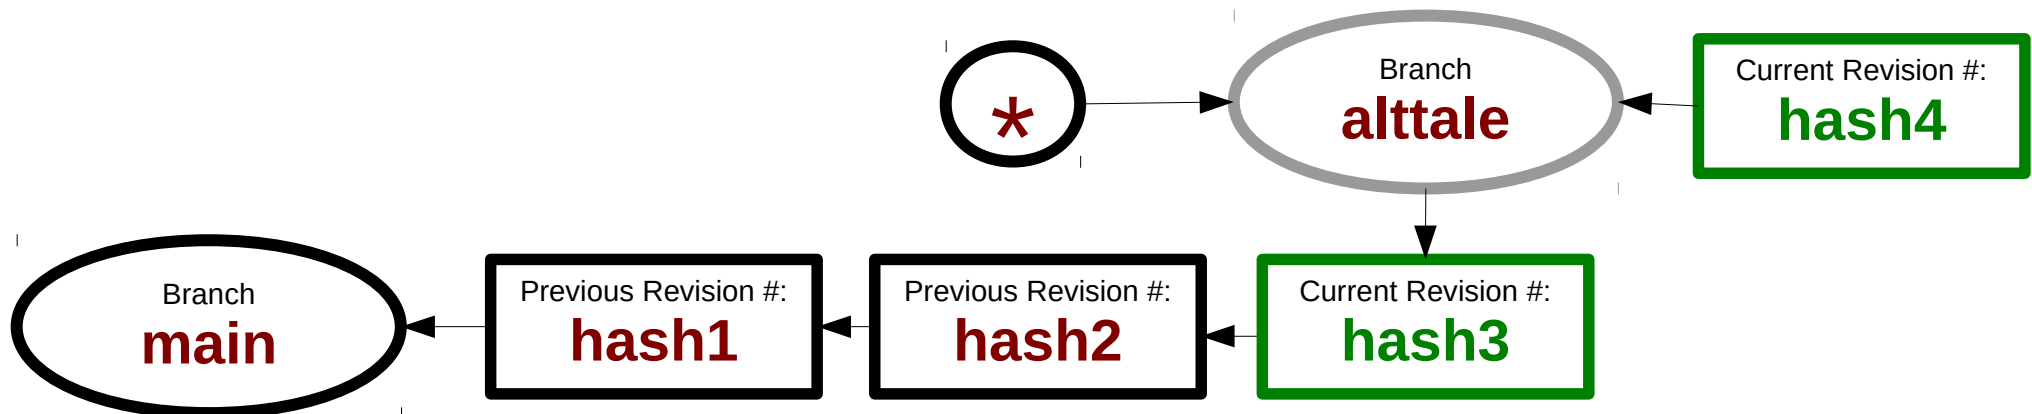 *
Branch
alttale
Current Revision #:
hash4
Branch
main
Previous Revision #:
hash1
Previous Revision #:
hash2
Current Revision #:
hash3